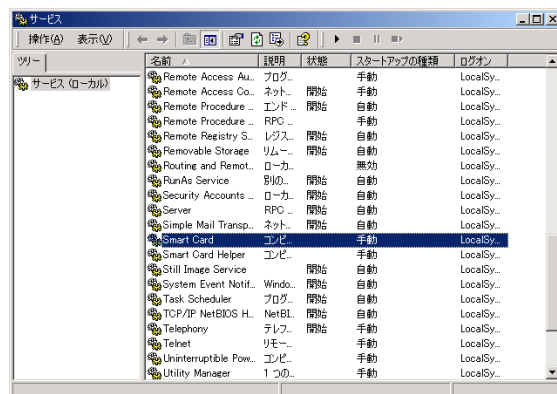 サービス
操作(A) 表示(V)
ツリー
サービス (ローカル)
名前 説明 状態 スタートアップの種類 ログオン
Remote Access Au... ブログ... 手動 LocalSy...
Remote Access Co... ネット... 開始 手動 LocalSy...
Remote Procedure ... エンド ... 開始 自動 LocalSy...
Remote Procedure ... RPC ... 手動 LocalSy...
Remote Registry S... レジス... 開始 自動 LocalSy...
Removable Storage リムー... 開始 自動 LocalSy...
Routing and Remot... ローカ... 無効 LocalSy...
RunAs Service 別の... 開始 自動 LocalSy...
Security Accounts ... ローカ... 開始 自動 LocalSy...
Server RPC ... 開始 自動 LocalSy...
Simple Mail Transp... ネット... 開始 自動 LocalSy...
Smart Card コンピ... 手動 LocalSy...
Smart Card Helper コンピ... 手動 LocalSy...
Still Image Service 開始 自動 LocalSy...
System Event Notif... Windo... 開始 自動 LocalSy...
Task Scheduler プログ... 開始 自動 LocalSy...
TCP/IP NetBIOS H... NetBI... 開始 自動 LocalSy...
Telephony テレフ... 開始 手動 LocalSy...
Telnet リモー... 手動 LocalSy...
Uninterruptible Pow... コンピ... 手動 LocalSy...
Utility Manager 1 つの... 手動 LocalSy...